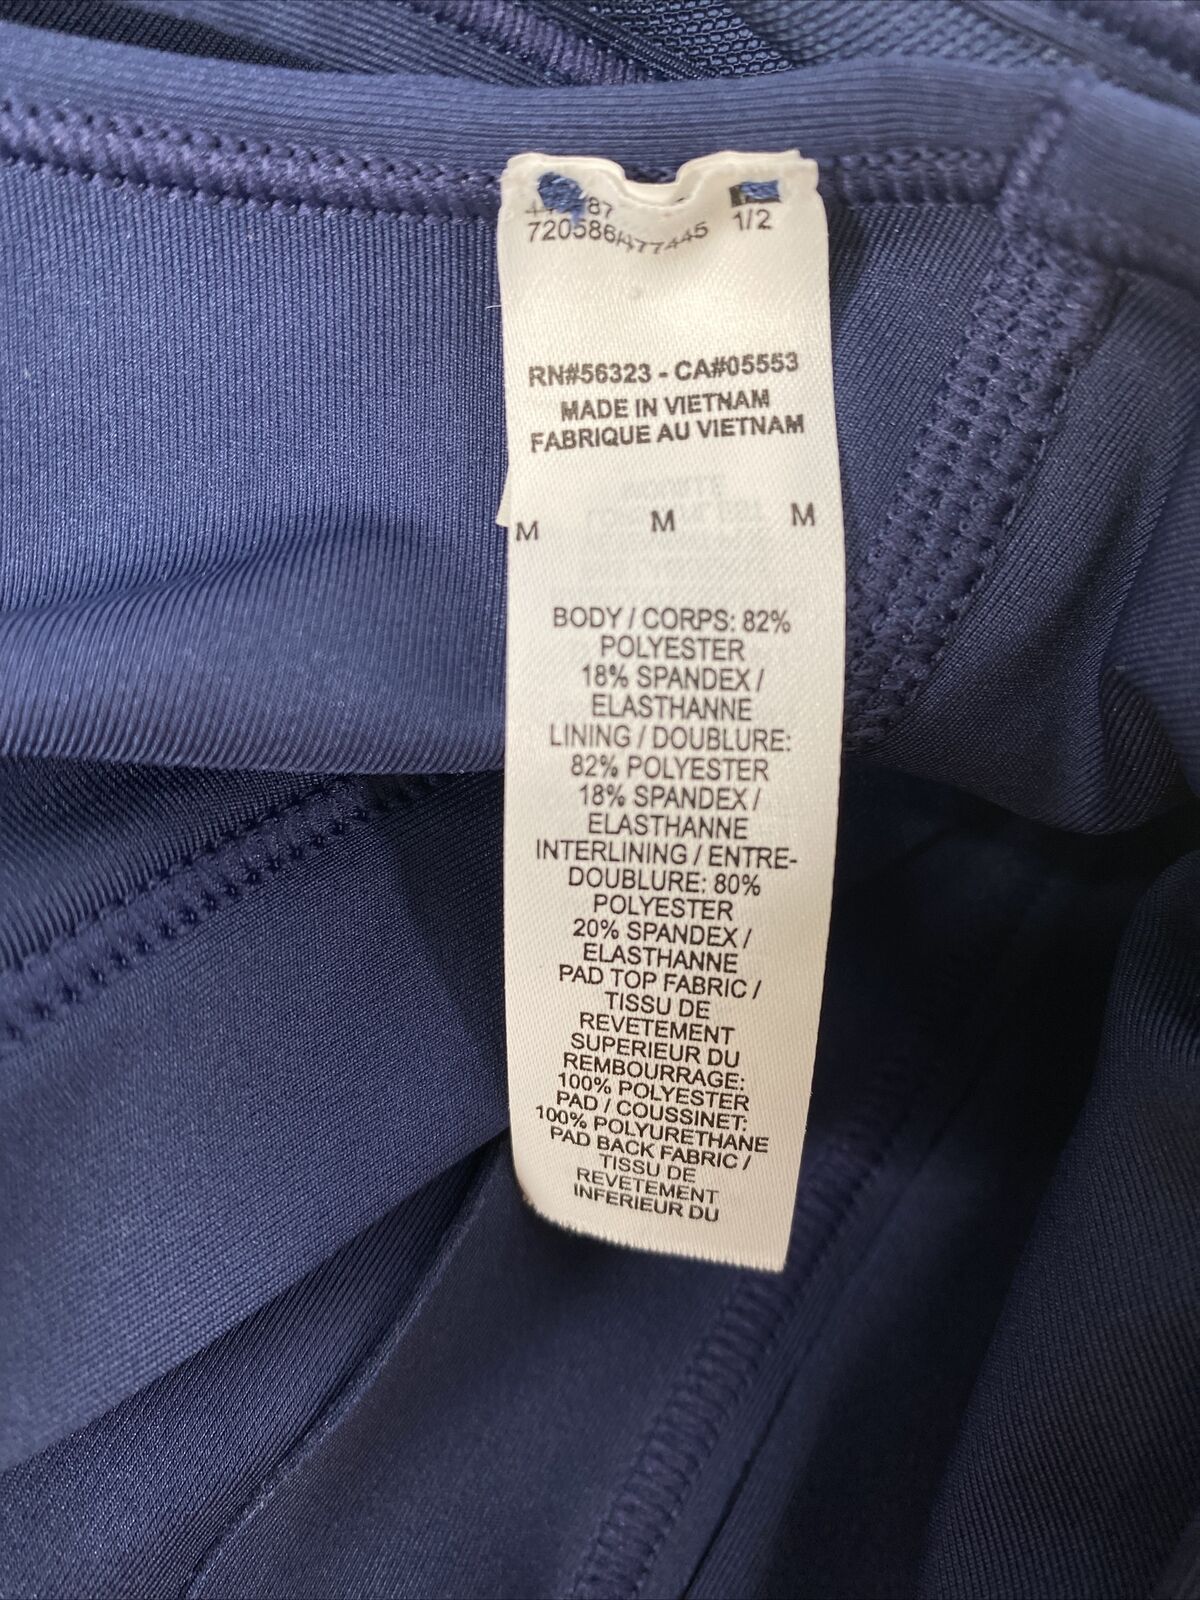 1/2
RN#56323 - CA#05553
MADE IN VIETNAM
FABRIQUE AU VIETNAM
M M M
BODY / CORPS: 82%
POLYESTER
18% SPANDEX /
ELASTHANNE
LINING / DOUBLURE:
82% POLYESTER
18% SPANDEX /
ELASTHANNE
INTERLINING / ENTRE-
DOUBLURE: 80%
POLYESTER
20% SPANDEX /
ELASTHANNE
PAD TOP FABRIC /
TISSU DE
REVETEMENT
SUPERIEUR DU
REMBOURRAGE:
100% POLYESTER
PAD / COUSSINET:
100% POLYURETHANE
PAD BACK FABRIC /
TISSU DE
REVETEMENT
INFERIEUR DU